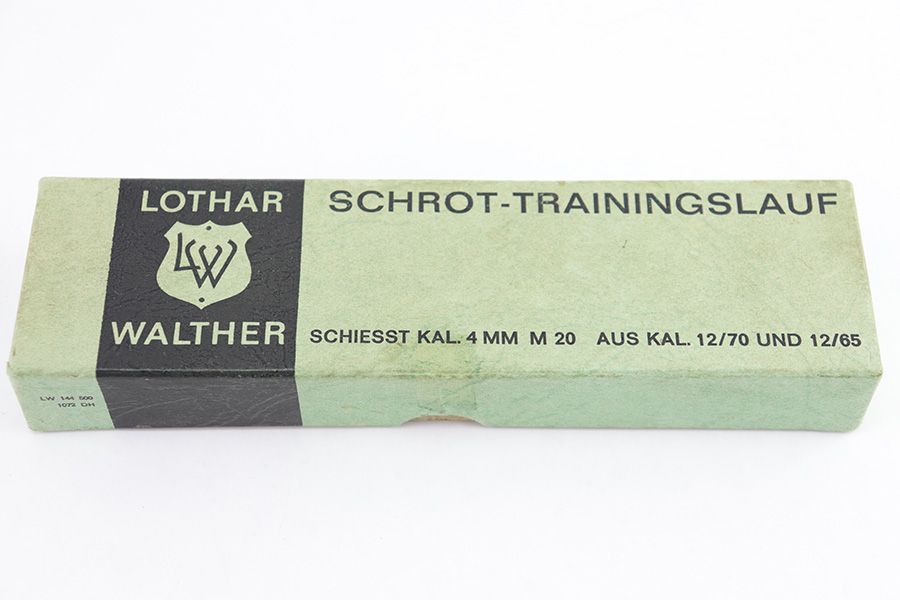 LOTHAR
LW
WALTHER
SCHROT-TRAININGSLAUF
SCHIESST KAL. 4 MM M 20 AUS KAL. 12/70 UND 12/65
LW 144 500
1072 DH